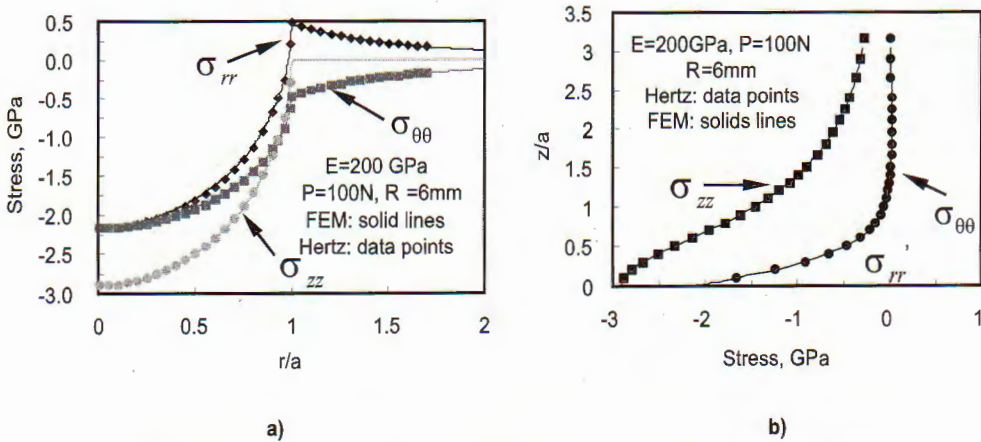 0.5
0.0
-0.5
-1.0
-1.5
-2.0
-2.5
-3.0
Stress, GPa
σrr
σθθ
E=200 GPa
P=100N, R =6mm
FEM: solid lines
Hertz: data points
σzz
0 0.5 1 1.5 2
r/a
a)
3.5
3
2.5
2
1.5
1
0.5
0
z/a
E=200GPa, P=100N
R=6mm
Hertz: data points
FEM: solids lines
σzz
σθθ
,
σrr
-3 -2 -1 0 1
Stress, GPa
b)